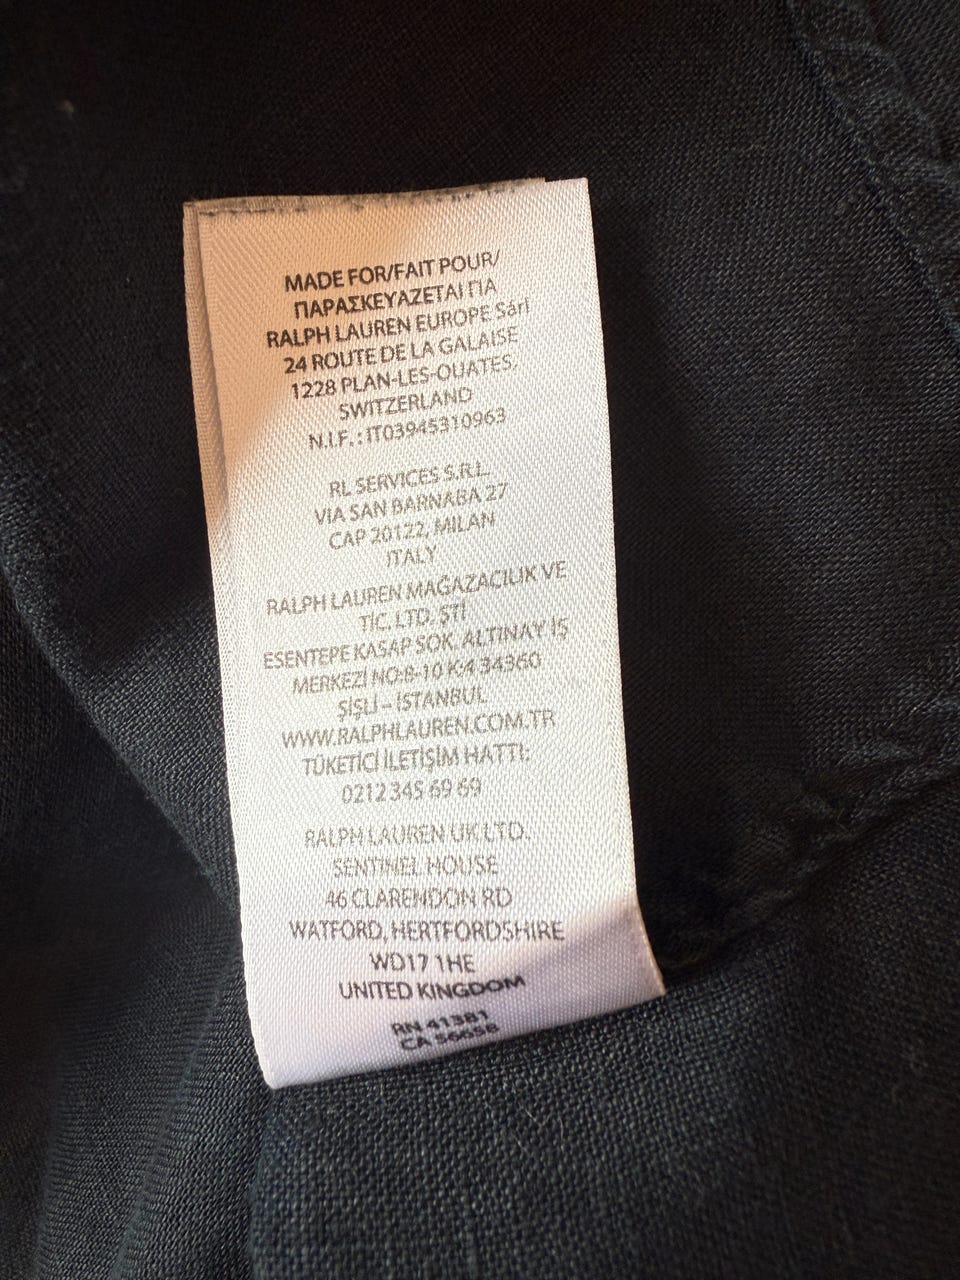 MADE FOR/FAIT POUR/
ΠΑΡΑΣΚΕΥΑΖΕΤΑΙ ΓΙΑ
RALPH LAUREN EUROPE Sárl
24 ROUTE DE LA GALAISE
1228 PLAN-LES-OUATES,
SWITZERLAND
N.I.F. : IT03945310963
RL SERVICES S.R.L.
VIA SAN BARNABA 27
CAP 20122, MILAN
ITALY
RALPH LAUREN MAĞAZACILIK VE
TİC. LTD. ŞTİ
ESENTEPE KASAP SOK. ALTINAY İŞ
MERKEZİ NO:8-10 K:4 34360
ŞİŞLİ – İSTANBUL
WWW.RALPHLAUREN.COM.TR
TÜKETİCİ İLETİŞİM HATTI:
0212 345 69 69
RALPH LAUREN UK LTD.
SENTINEL HOUSE
46 CLARENDON RD
WATFORD, HERTFORDSHIRE
WD17 1HE
UNITED KINGDOM
RN 41381
CA 56658